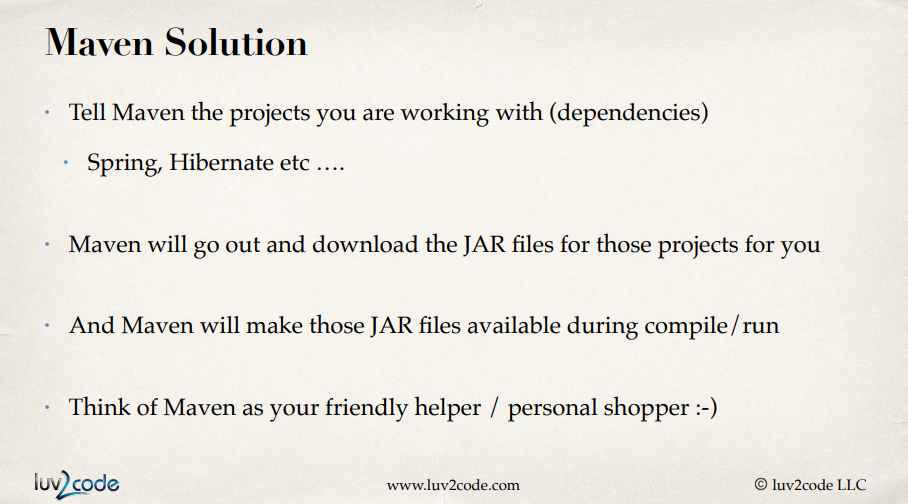 Maven Solution
• Tell Maven the projects you are working with (dependencies)
• Spring, Hibernate etc ….
• Maven will go out and download the JAR files for those projects for you
• And Maven will make those JAR files available during compile/run
• Think of Maven as your friendly helper / personal shopper :-)
luv2code
www.luv2code.com
© luv2code LLC